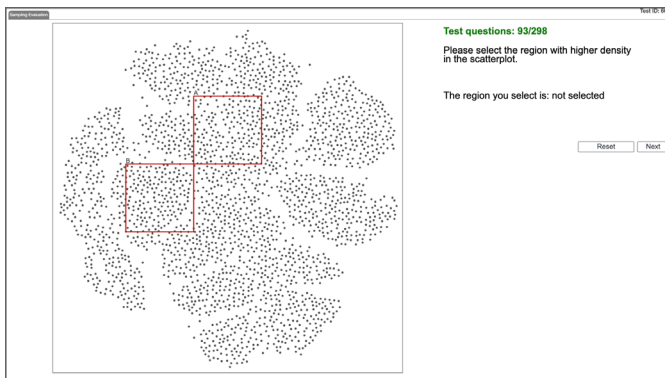 Test ID: 6
Sampling Evaluation
Test questions: 93/298
Please select the region with higher density
in the scatterplot.
A
The region you select is: not selected
Reset
Next
B